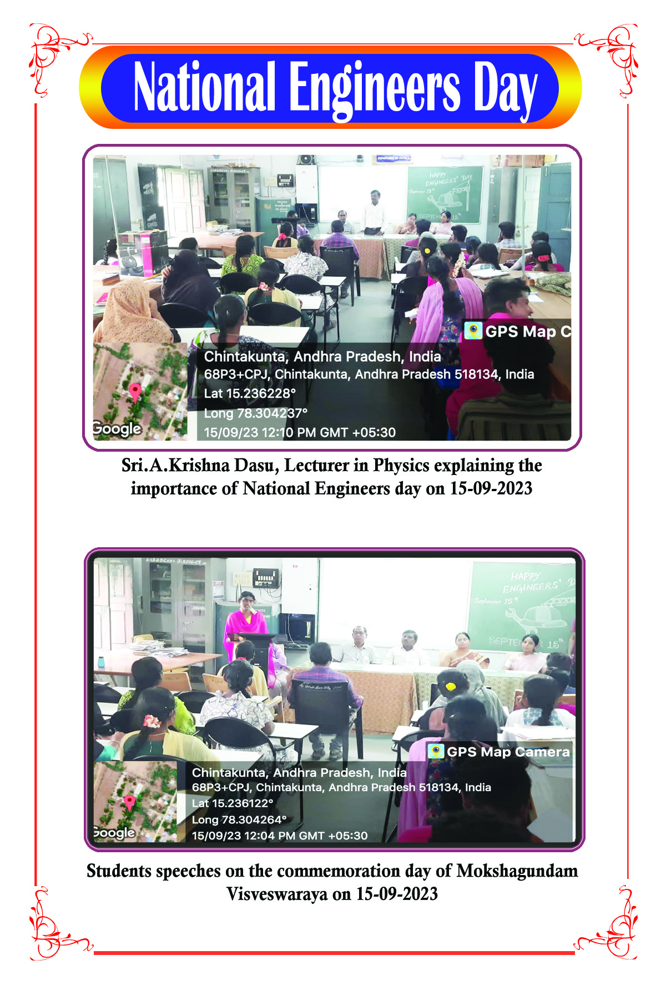 National Engineers Day
DEPARTMENT OF PHYSICS
HAPPY
ENGINEERS' DAY
September 15th
SEPTEMBER 15th
GPS Map C
Chintakunta, Andhra Pradesh, India
68P3+CPJ, Chintakunta, Andhra Pradesh 518134, India
Lat 15.236228°
Long 78.304237°
15/09/23 12:10 PM GMT +05:30
Google
Sri.A.Krishna Dasu, Lecturer in Physics explaining the
importance of National Engineers day on 15-09-2023
HAPPY
ENGINEERS' D
September 15th
SEPTEM R 15th
GPS Map Camera
Chintakunta, Andhra Pradesh, India
68P3+CPJ, Chintakunta, Andhra Pradesh 518134, India
Lat 15.236122°
Long 78.304264°
15/09/23 12:04 PM GMT +05:30
Google
Students speeches on the commemoration day of Mokshagundam
Visveswaraya on 15-09-2023